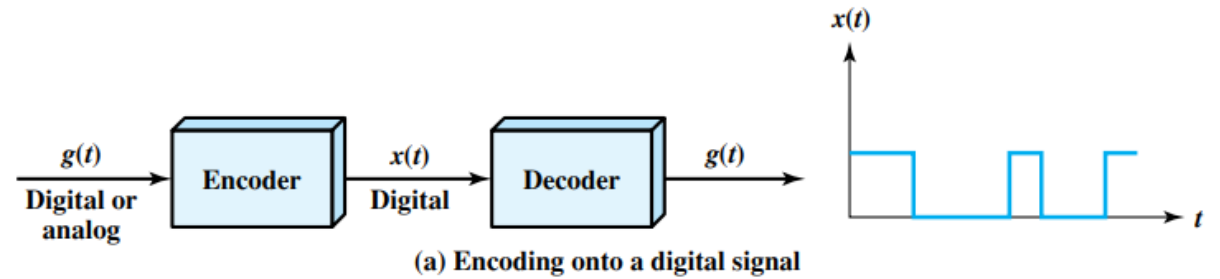 x(t)
g(t)
Digital or
analog
Encoder
x(t)
Digital
Decoder
g(t)
t
(a) Encoding onto a digital signal